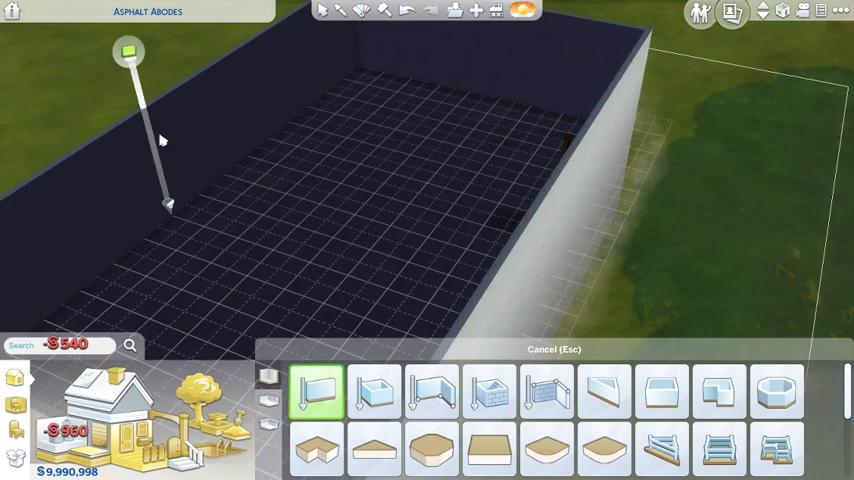 ASPHALT ABODES
Search
-§540
Cancel (Esc)
-§960
§9,990,998